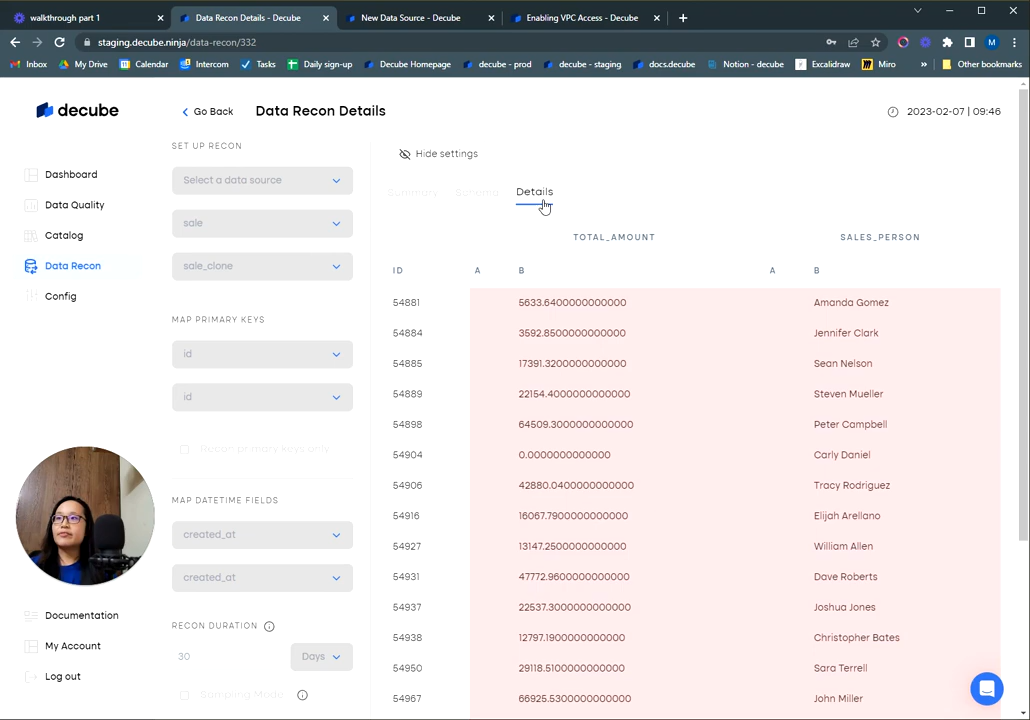 walkthrough part 1
Data Recon Details - Decube
New Data Source - Decube
Enabling VPC Access - Decube
staging.decube.ninja/data-recon/332
M
Inbox
My Drive
Calendar
Intercom
Tasks
Daily sign-up
Decube Homepage
decube - prod
decube - staging
docs.decube
Notion - decube
Excalidraw
Miro
»
Other bookmarks
decube
Go Back
Data Recon Details
2023-02-07 | 09:46
Dashboard
Data Quality
Catalog
Data Recon
Config
Documentation
My Account
Log out
SET UP RECON
Select a data source
sale
sale_clone
MAP PRIMARY KEYS
id
id
Recon primary Keys only
MAP DATETIME FIELDS
created_at
created_at
RECON DURATION
30 Days
Sampling Mode
Hide settings
Summary Schema Details
TOTAL_AMOUNT SALES_PERSON
ID A B A B
54881 5633.6400000000000 Amanda Gomez
54884 3592.8500000000000 Jennifer Clark
54885 17391.3200000000000 Sean Nelson
54889 22154.4000000000000 Steven Mueller
54898 64509.3000000000000 Peter Campbell
54904 0.0000000000000 Carly Daniel
54906 42880.0400000000000 Tracy Rodriguez
54916 16067.7900000000000 Elijah Arellano
54927 13147.2500000000000 William Allen
54931 47772.9600000000000 Dave Roberts
54937 22537.3000000000000 Joshua Jones
54938 12797.1900000000000 Christopher Bates
54950 29118.5100000000000 Sara Terrell
54967 66925.5300000000000 John Miller